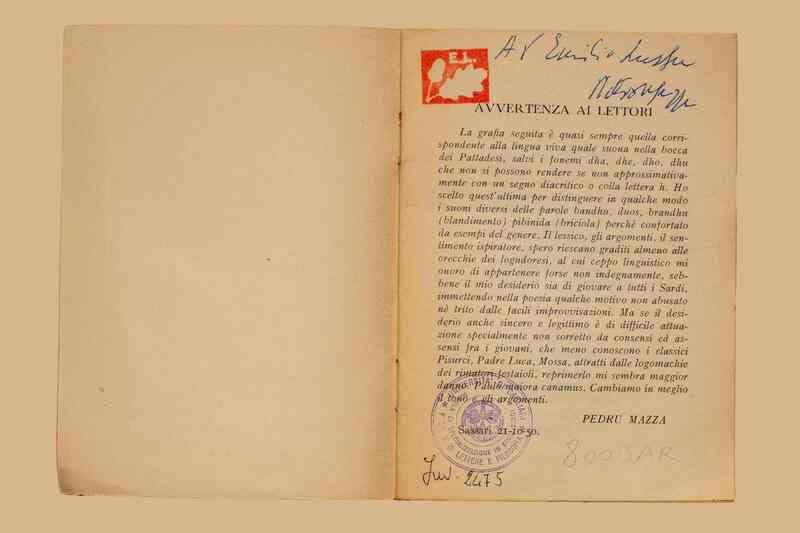 E.L.
A V Emilio Lussu
AVVERTENZA AI LETTORI
La grafia seguita è quasi sempre quella corri-
spondente alla lingua viva quale suona nella bocca
dei Pattadesi, salvi i fonemi dha, dhe, dho, dhu
che non si possono rendere se non approssimativa-
mente con un segno diacritico o colla lettera h. Ho
scelto quest'ultima per distinguere in qualche modo
i suoni diversi delle parole bandhu, duos, brandhu
(blandimento) pibinida (briciola) perchè confortato
da esempi del genere. Il lessico, gli argomenti, il sen-
timento ispiratore, spero riescano graditi almeno alle
orecchie dei logudoresi, al cui ceppo linguistico mi
onoro di appartenere forse non indegnamente, seb-
bene il mio desiderio sia di giovare a tutti i Sardi,
immettendo nella poesia qualche motivo non abusato
nè trito dalle facili improvvisazioni. Ma se il desi-
derio anche sincero e legittimo è di difficile attua-
zione specialmente non sorretto da consensi ed as-
sensi fra i giovani, che meno conoscono i classici
Pisurci, Padre Luca, Mossa, attratti dalle logomachie
dei rimatori festaioli, reprimerlo mi sembra maggior
danno. Paulo maiora canamus. Cambiamo in meglio
il tono e gli argomenti.
PEDRU MAZZA
Sassari 21-10-50.
DI LETTERE E FILOSOFIA
Inv. 2475